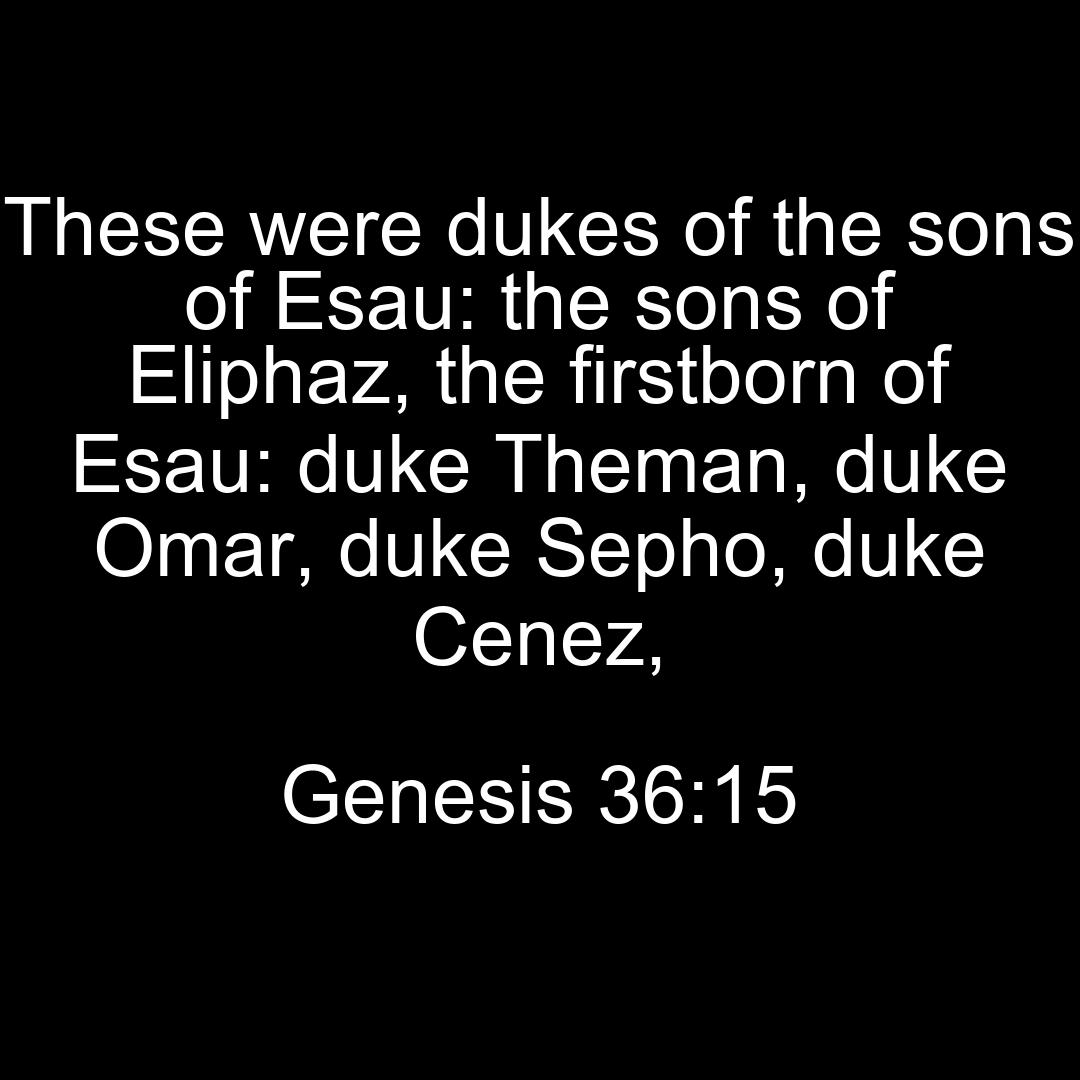 These were dukes of the sons
of Esau: the sons of
Eliphaz, the firstborn of
Esau: duke Theman, duke
Omar, duke Sepho, duke
Cenez,
Genesis 36:15